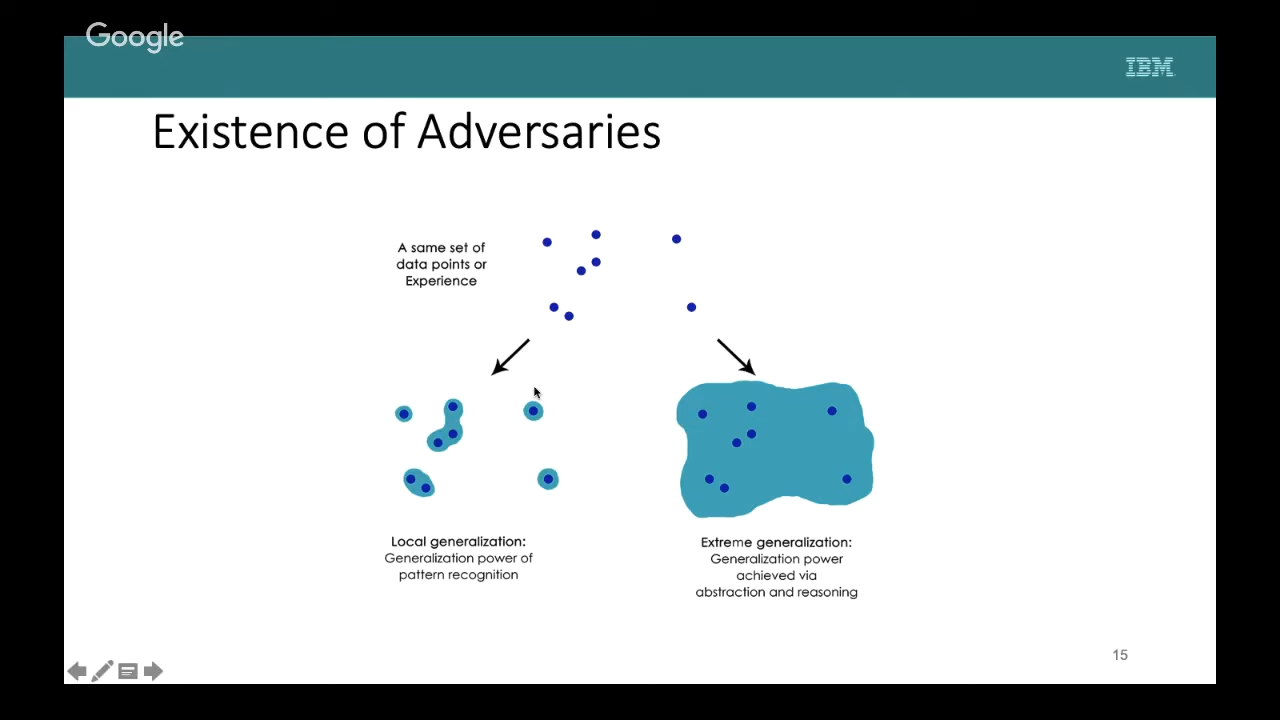 Google
IBM
Existence of Adversaries
A same set of
data points or
Experience
Local generalization:
Generalization power of
pattern recognition
Extreme generalization:
Generalization power
achieved via
abstraction and reasoning
15